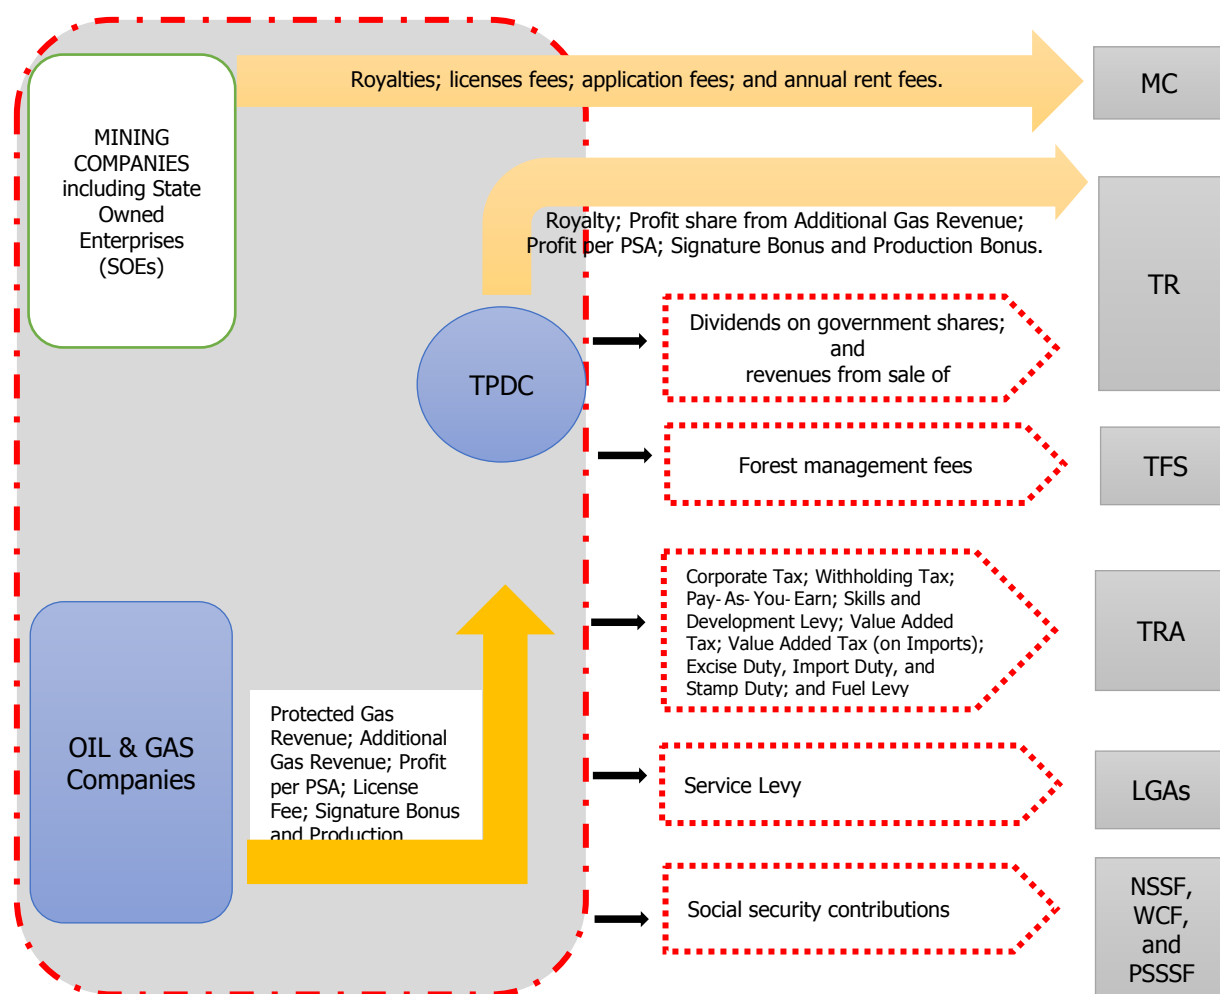 Royalties; licenses fees; application fees; and annual rent fees.
MC
MINING
COMPANIES
including State
Owned
Enterprises
(SOEs)
Royalty; Profit share from Additional Gas Revenue;
Profit per PSA; Signature Bonus and Production Bonus.
TR
Dividends on government shares;
and
revenues from sale of
TPDC
Forest management fees
TFS
Corporate Tax; Withholding Tax;
Pay-As-You-Earn; Skills and
Development Levy; Value Added
Tax; Value Added Tax (on Imports);
Excise Duty, Import Duty, and
Stamp Duty; and Fuel Levy
TRA
OIL & GAS
Companies
Protected Gas
Revenue; Additional
Gas Revenue; Profit
per PSA; License
Fee; Signature Bonus
and Production
Service Levy
LGAs
Social security contributions
NSSF,
WCF,
and
PSSSF